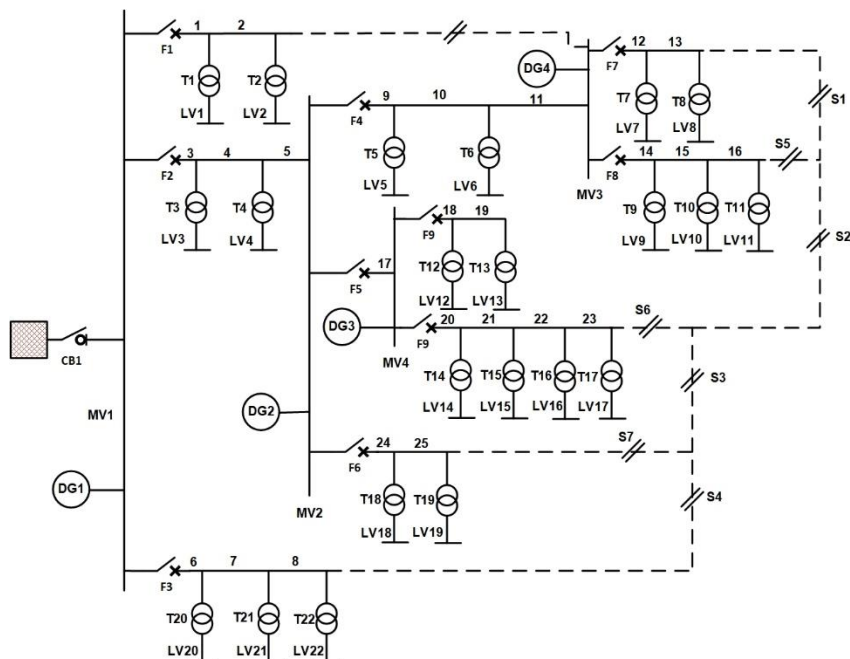 1 2
F1
T1 T2
LV1 LV2
DG4
F7
12 13
T7 T8
LV7 LV8
S1
9 10 11
F4
T5 T6
LV5 LV6
MV3
F8
14 15 16
S5
T9 T10 T11
LV9 LV10 LV11
S2
3 4 5
F2
T3 T4
LV3 LV4
F9
18 19
T12 T13
LV12 LV13
17
F5
DG3
MV4
F9
20 21 22 23
S6
T14 T15 T16 T17
LV14 LV15 LV16 LV17
S3
CB1
MV1
DG2
MV2
F6
24 25
S7
T18 T19
LV18 LV19
S4
DG1
F3
6 7 8
T20 T21 T22
LV20 LV21 LV22